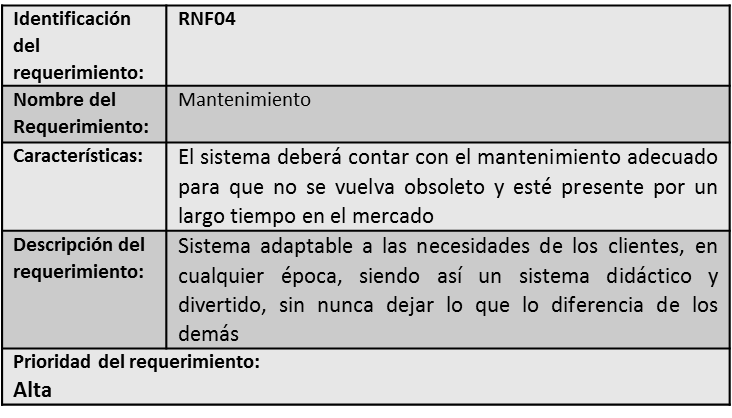 Identificación
del
requerimiento:
RNF04
Nombre del
Requerimiento:
Mantenimiento
Características:
El sistema deberá contar con el mantenimiento adecuado
para que no se vuelva obsoleto y esté presente por un
largo tiempo en el mercado
Descripción del
requerimiento:
Sistema adaptable a las necesidades de los clientes, en
cualquier época, siendo así un sistema didáctico y
divertido, sin nunca dejar lo que lo diferencia de los
demás
Prioridad del requerimiento:
Alta